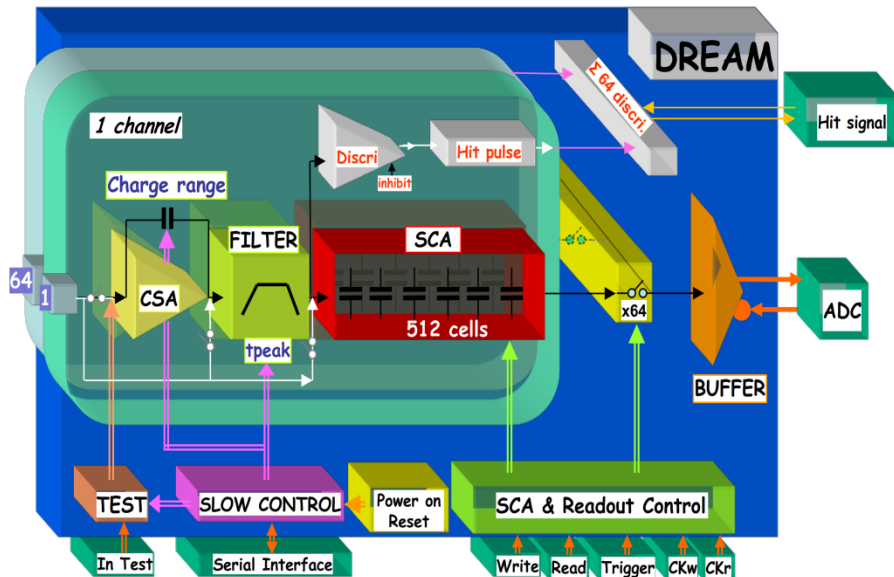 DREAM
1 channel
Σ 64 discri.
Hit signal
Discri
Hit pulse
inhibit
Charge range
FILTER
SCA
64
1
CSA
x64
ADC
512 cells
tpeak
BUFFER
TEST
SLOW CONTROL
Power on
Reset
SCA & Readout Control
In Test
Serial Interface
Write
Read
Trigger
CKw
CKr